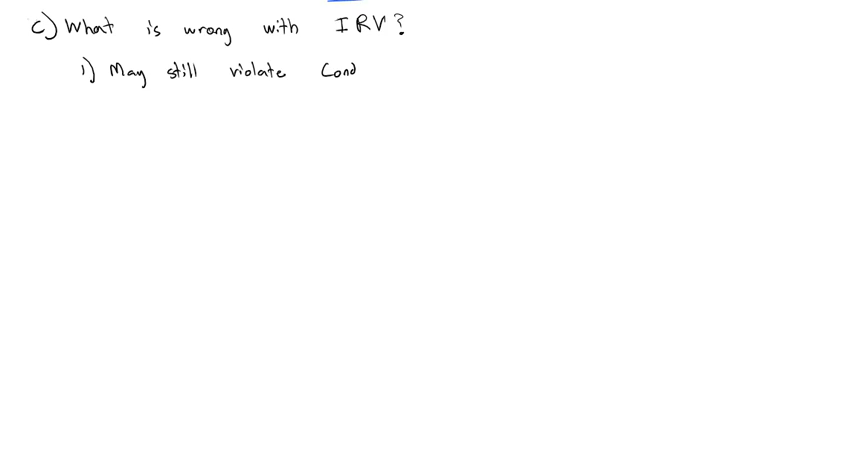 c) What is wrong with IRV?
1) May still violate Cond